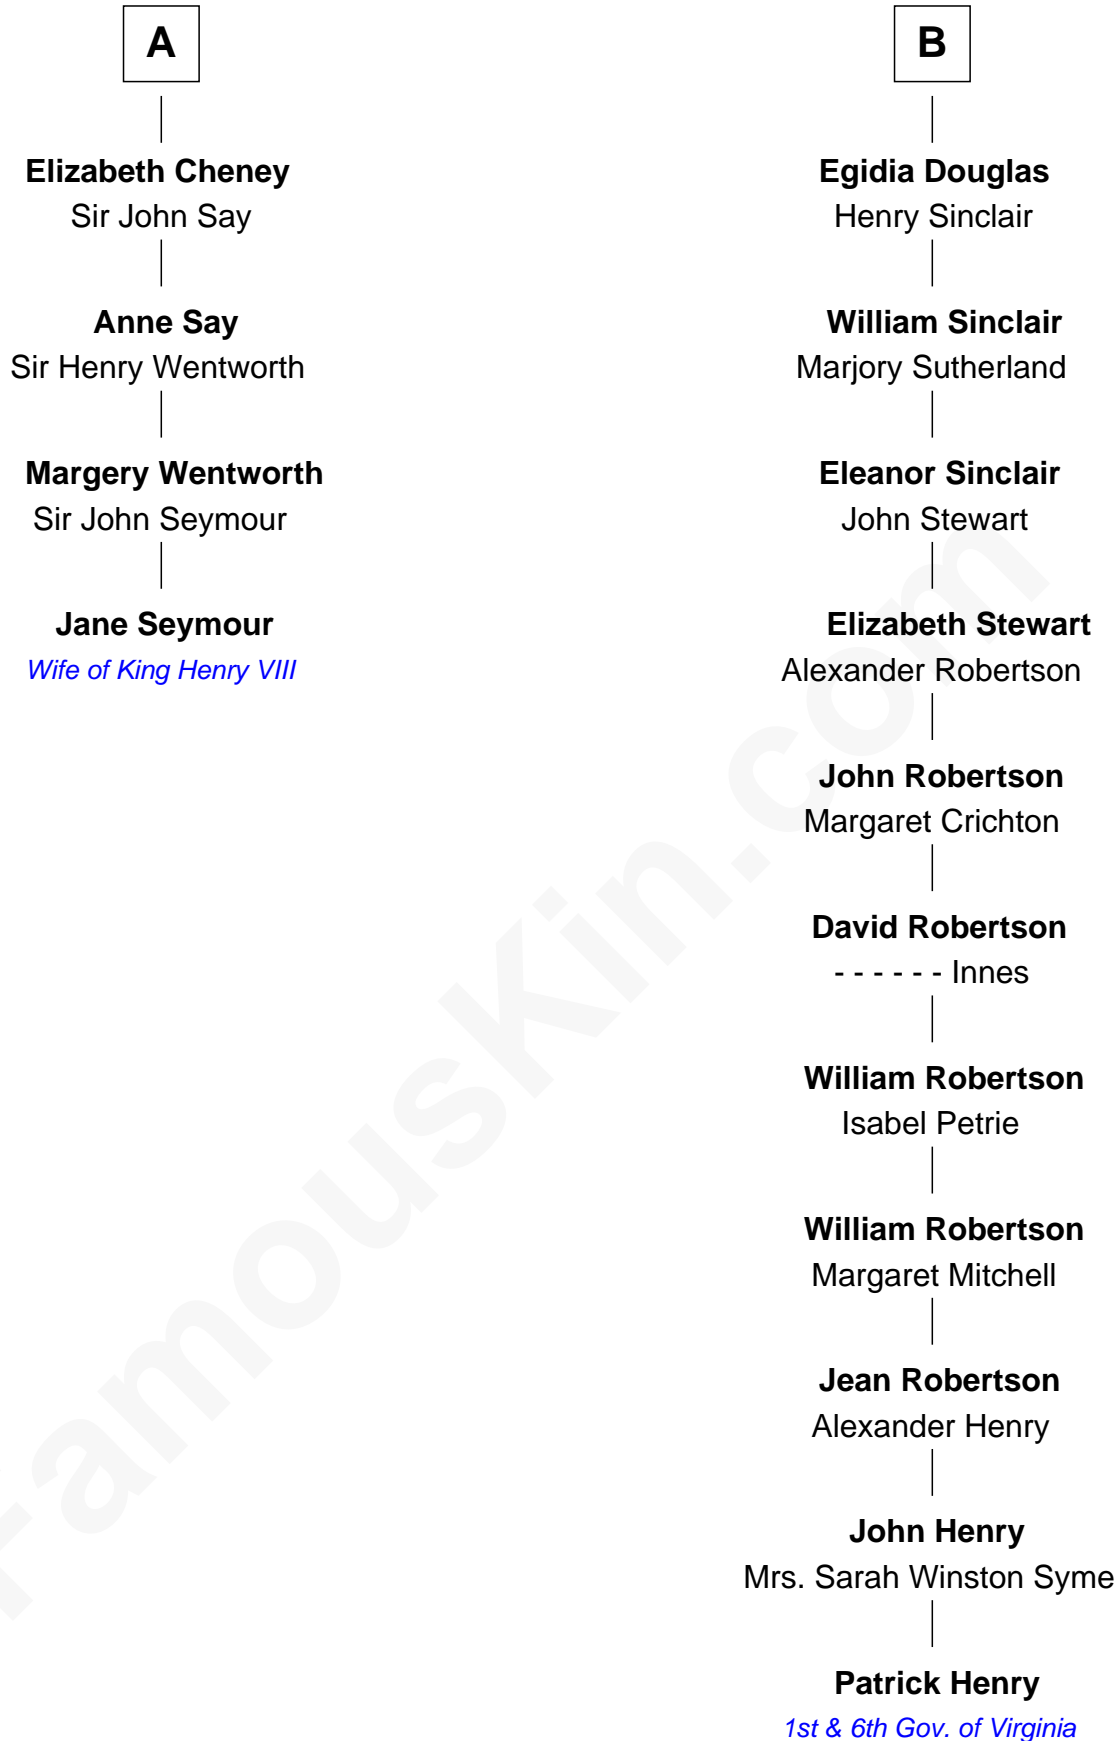 A
Elizabeth Cheney
Sir John Say
Anne Say
Sir Henry Wentworth
Margery Wentworth
Sir John Seymour
Jane Seymour
Wife of King Henry VIII
B
Egidia Douglas
Henry Sinclair
William Sinclair
Marjory Sutherland
Eleanor Sinclair
John Stewart
Elizabeth Stewart
Alexander Robertson
John Robertson
Margaret Crichton
David Robertson
- - - - - - Innes
William Robertson
Isabel Petrie
William Robertson
Margaret Mitchell
Jean Robertson
Alexander Henry
John Henry
Mrs. Sarah Winston Syme
Patrick Henry
1st & 6th Gov. of Virginia
FamousKin.com